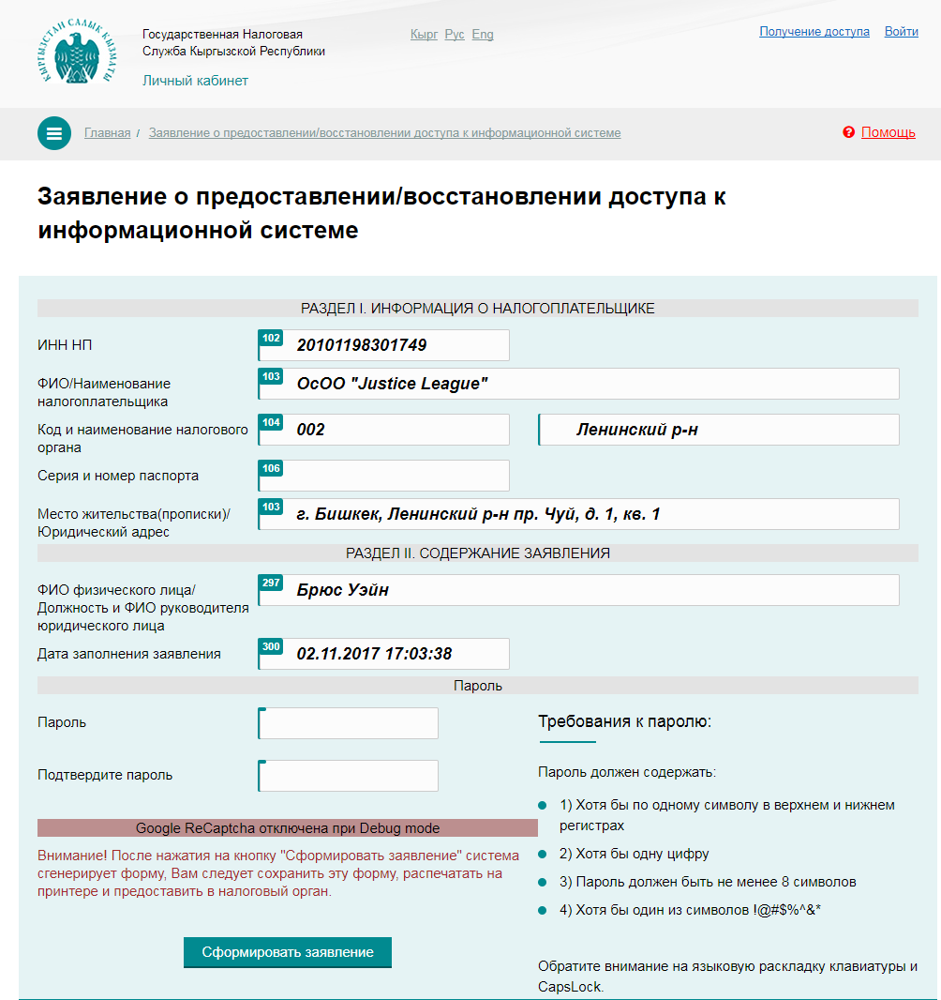 КЫРГЫЗСТАН САЛЫК КЫЗМАТЫ
Государственная Налоговая
Служба Кыргызской Республики
Личный кабинет
Кырг Рус Eng
Получение доступа Войти
Главная / Заявление о предоставлении/восстановлении доступа к информационной системе
Помощь
Заявление о предоставлении/восстановлении доступа к
информационной системе
РАЗДЕЛ I. ИНФОРМАЦИЯ О НАЛОГОПЛАТЕЛЬЩИКЕ
ИНН НП
102 20101198301749
ФИО/Наименование
налогоплательщика
103 ОсОО "Justice League"
Код и наименование налогового
органа
104 002
Ленинский р-н
Серия и номер паспорта
106
Место жительства(прописки)/
Юридический адрес
103 г. Бишкек, Ленинский р-н пр. Чуй, д. 1, кв. 1
РАЗДЕЛ II. СОДЕРЖАНИЕ ЗАЯВЛЕНИЯ
ФИО физического лица/
Должность и ФИО руководителя
юридического лица
297 Брюс Уэйн
Дата заполнения заявления
300 02.11.2017 17:03:38
Пароль
Пароль
Подтвердите пароль
Google ReCaptcha отключена при Debug mode
Внимание! После нажатия на кнопку "Сформировать заявление" система
сгенерирует форму, Вам следует сохранить эту форму, распечатать на
принтере и предоставить в налоговый орган.
Сформировать заявление
Требования к паролю:
Пароль должен содержать:
1) Хотя бы по одному символу в верхнем и нижнем
регистрах
2) Хотя бы одну цифру
3) Пароль должен быть не менее 8 символов
4) Хотя бы один из символов !@#$%^&*
Обратите внимание на языковую раскладку клавиатуры и
CapsLock.